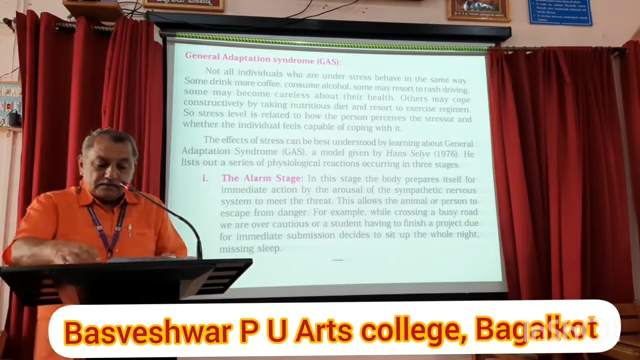 General Adaptation syndrome (GAS):
Not all individuals who are under stress behave in the same way.
Some drink more coffee, consume alcohol, some may resort to rash driving,
some may become careless about their health. Others may cope
constructively by taking nutritious diet and resort to exercise regimen.
So stress level is related to how the person perceives the stressor and
whether the individual feels capable of coping with it.
The effects of stress can be best understood by learning about General
Adaptation Syndrome (GAS), a model given by Hans Selye (1976). He
lists out a series of physiological reactions occurring in three stages.
i. The Alarm Stage: In this stage the body prepares itself for
immediate action by the arousal of the sympathetic nervous
system to meet the threat. This allows the animal or person to
escape from danger. For example, while crossing a busy road
we are over cautious or a student having to finish a project due
for immediate submission decides to sit up the whole night,
missing sleep.
Basveshwar P U Arts college, Bagalkot